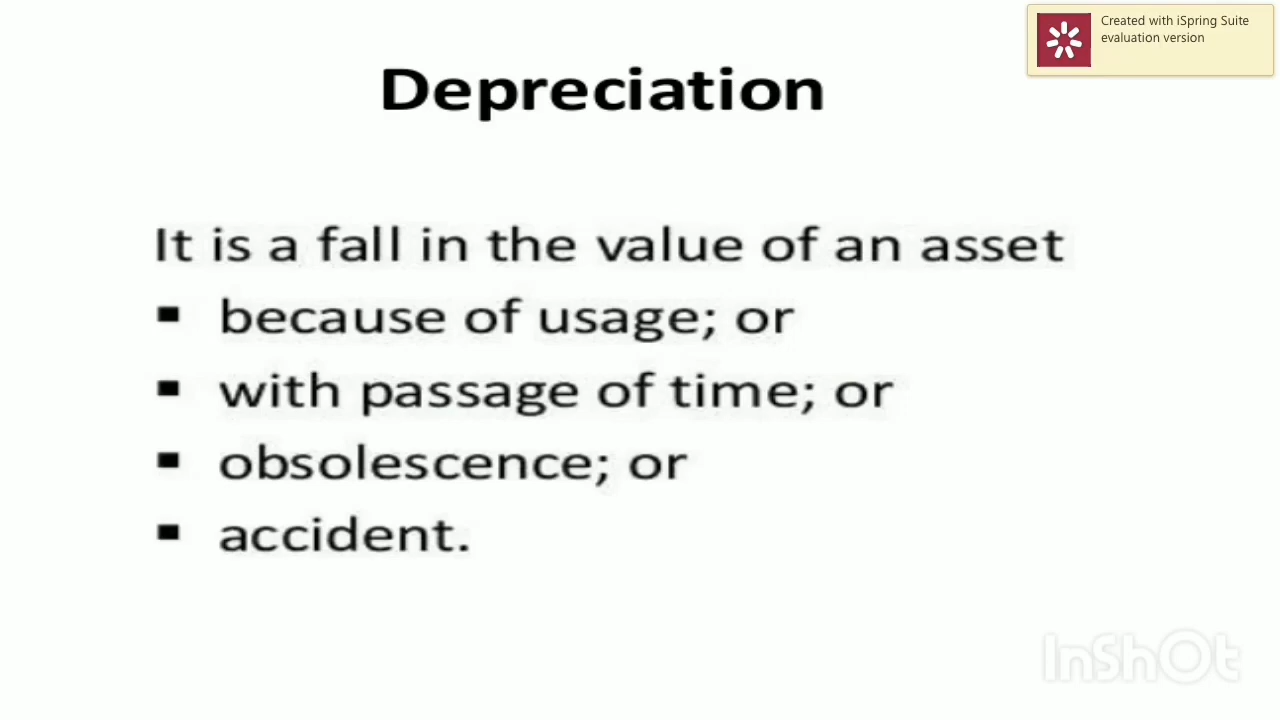 Created with iSpring Suite
evaluation version
Depreciation
It is a fall in the value of an asset
▪ because of usage; or
▪ with passage of time; or
▪ obsolescence; or
▪ accident.
InShOt